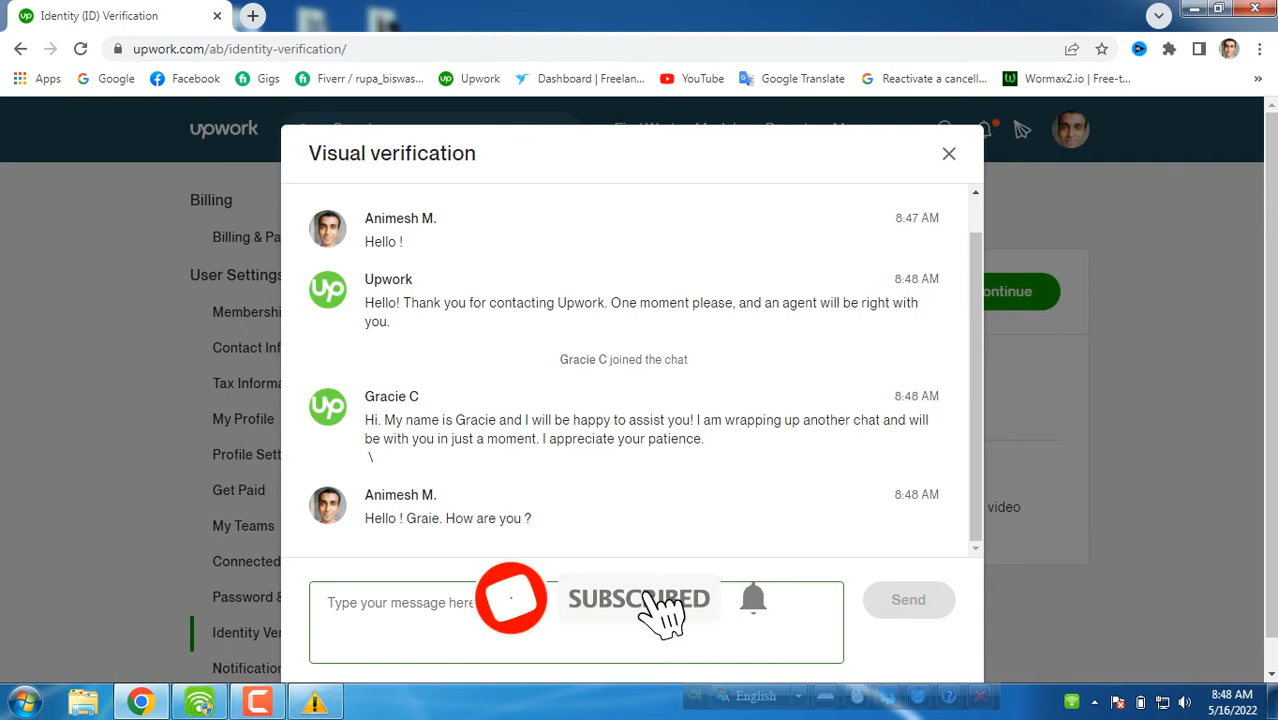 Identity (ID) Verification
upwork.com/ab/identity-verification/
Apps Google Facebook Gigs Fiverr / rupa_biswas... Upwork Dashboard | Freelan... YouTube Google Translate Reactivate a cancell... Wormax2.io | Free-t... »
upwork
Visual verification
Billing
Billing & Pa
User Settings
Membershi
Contact Inf
Tax Informa
My Profile
Profile Sett
Get Paid
My Teams
Connected
Password &
Identity Ver
Notification
Animesh M. 8:47 AM
Hello !
Upwork 8:48 AM
Hello! Thank you for contacting Upwork. One moment please, and an agent will be right with
you.
Gracie C joined the chat
Gracie C 8:48 AM
Hi. My name is Gracie and I will be happy to assist you! I am wrapping up another chat and will
be with you in just a moment. I appreciate your patience.
\
Animesh M. 8:48 AM
Hello ! Graie. How are you ?
ontinue
video
Type your message here
SUBSCRIBED
Send
English
8:48 AM
5/16/2022